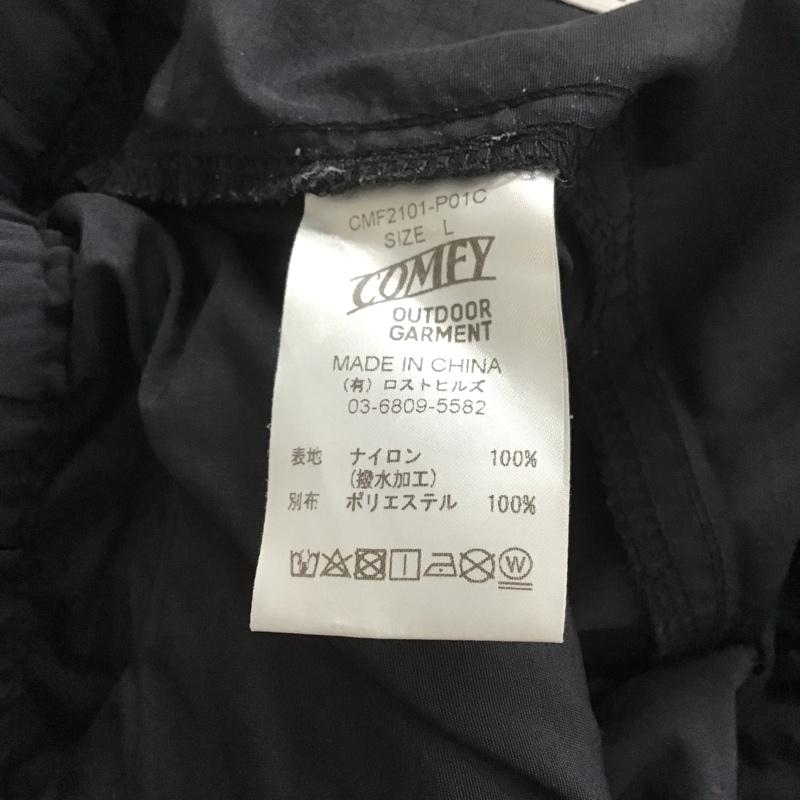 CMF2101-P01C
SIZE L
COMFY
OUTDOOR
GARMENT
MADE IN CHINA
(有) ロストヒルズ
03-6809-5582
表地 ナイロン 100%
(撥水加工)
別布 ポリエステル 100%
W